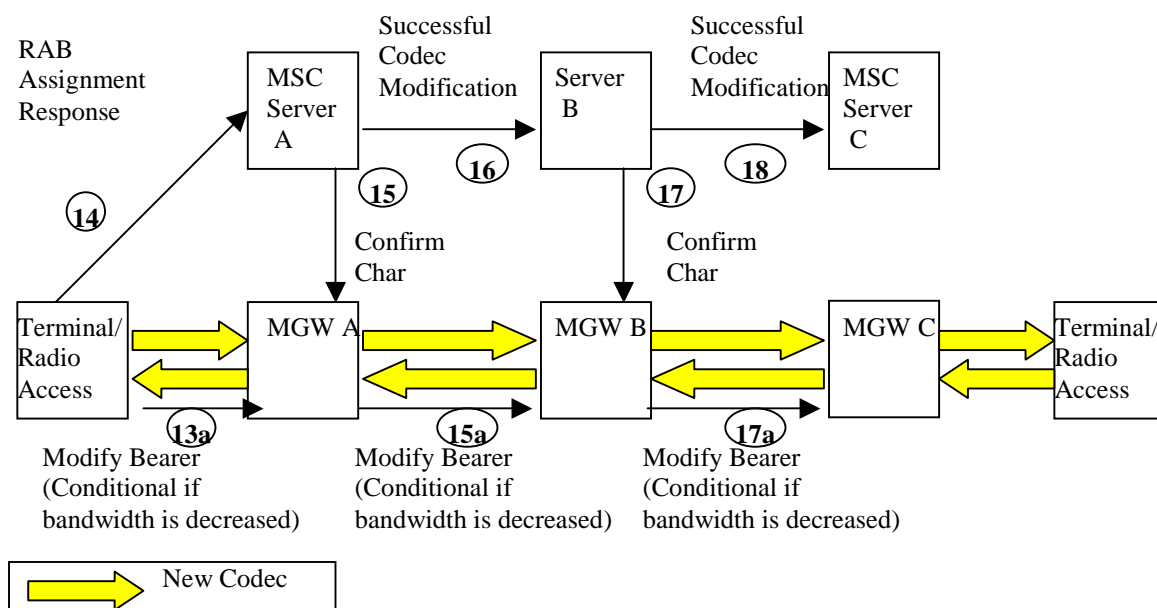 RAB
Assignment
Response
MSC
Server
A
Successful
Codec
Modification
Server
B
Successful
Codec
Modification
MSC
Server
C
14
15
16
17
18
Confirm
Char
Confirm
Char
Terminal/
Radio
Access
MGW A
MGW B
MGW C
Terminal/
Radio
Access
13a
15a
17a
Modify Bearer
(Conditional if
bandwidth is decreased)
Modify Bearer
(Conditional if
bandwidth is decreased)
Modify Bearer
(Conditional if
bandwidth is decreased)
New Codec